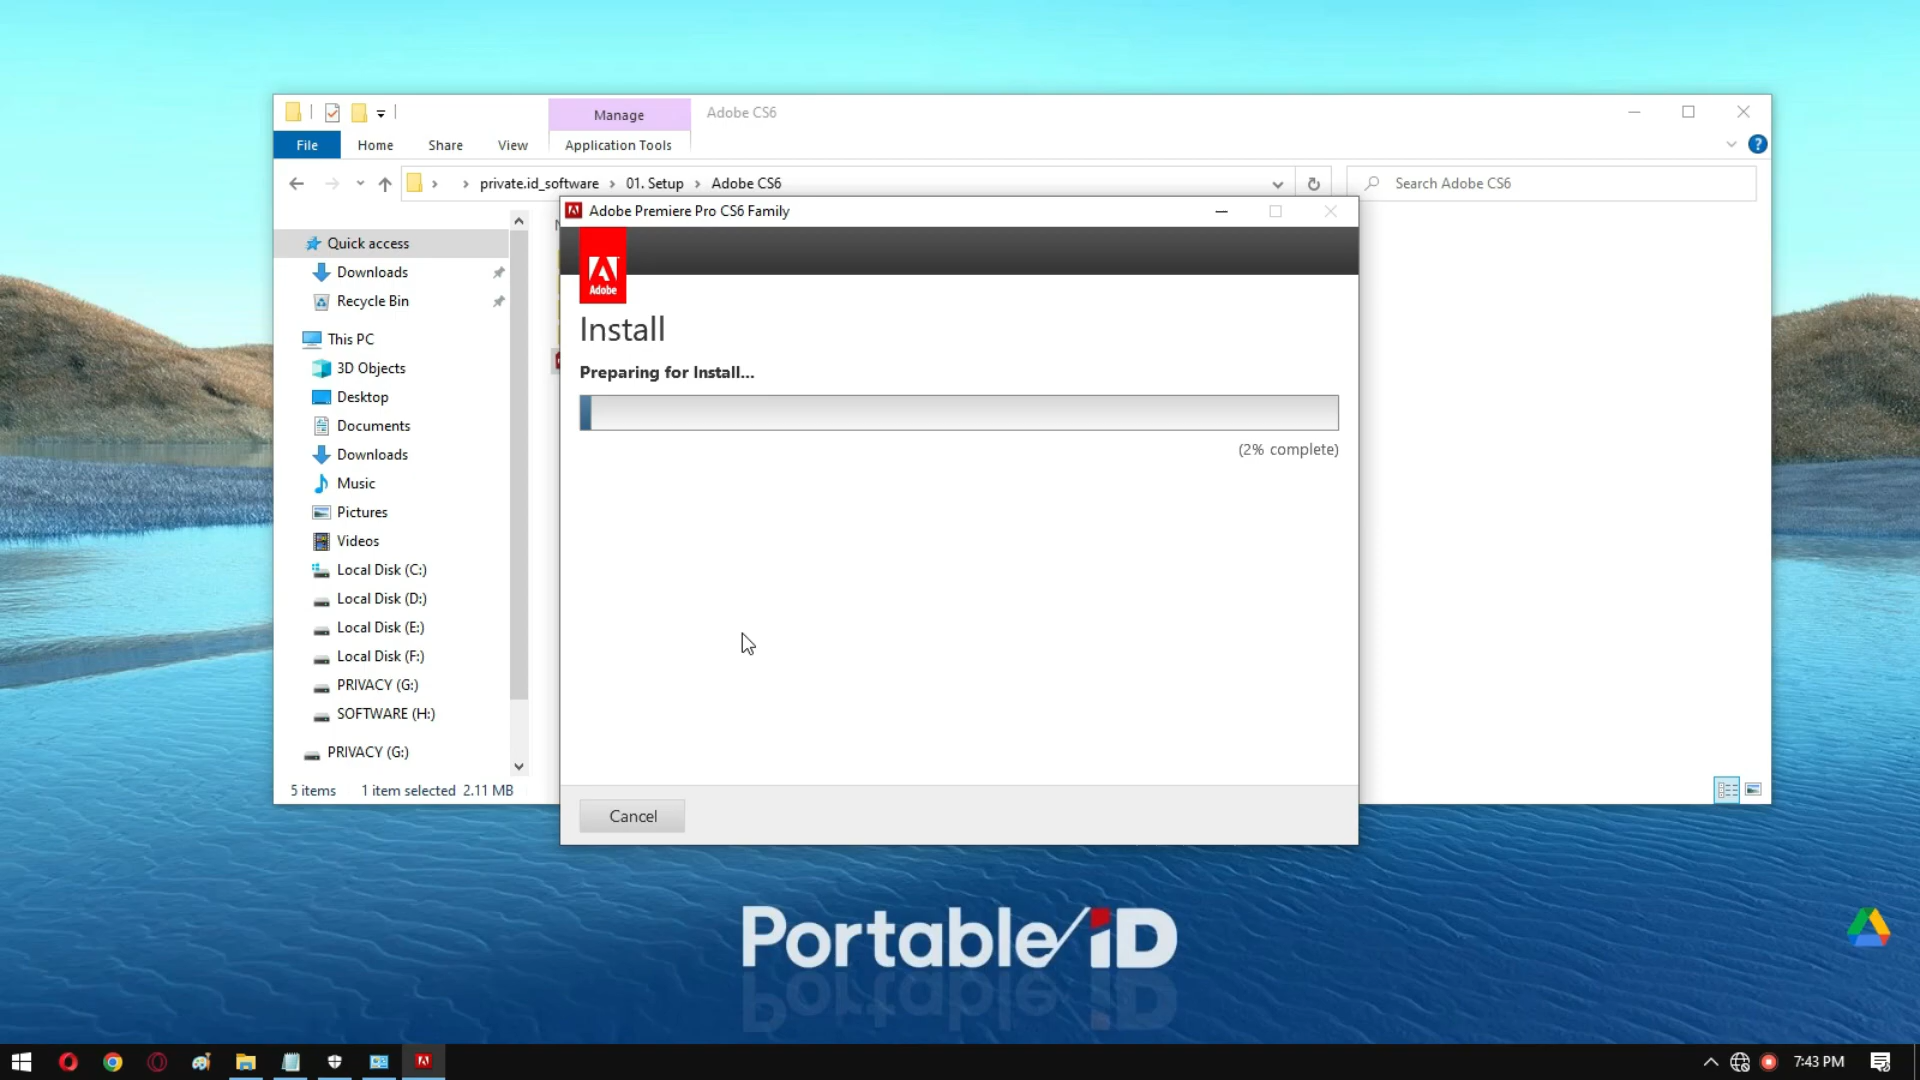 Manage
Adobe CS6
File
Home
Share
View
Application Tools
private.id_software
01. Setup
Adobe CS6
Search Adobe CS6
Adobe Premiere Pro CS6 Family
Adobe
Install
Preparing for Install...
(2% complete)
Cancel
Quick access
Downloads
Recycle Bin
This PC
3D Objects
Desktop
Documents
Downloads
Music
Pictures
Videos
Local Disk (C:)
Local Disk (D:)
Local Disk (E:)
Local Disk (F:)
PRIVACY (G:)
SOFTWARE (H:)
PRIVACY (G:)
5 items 1 item selected 2.11 MB
Portable/iD
7:43 PM